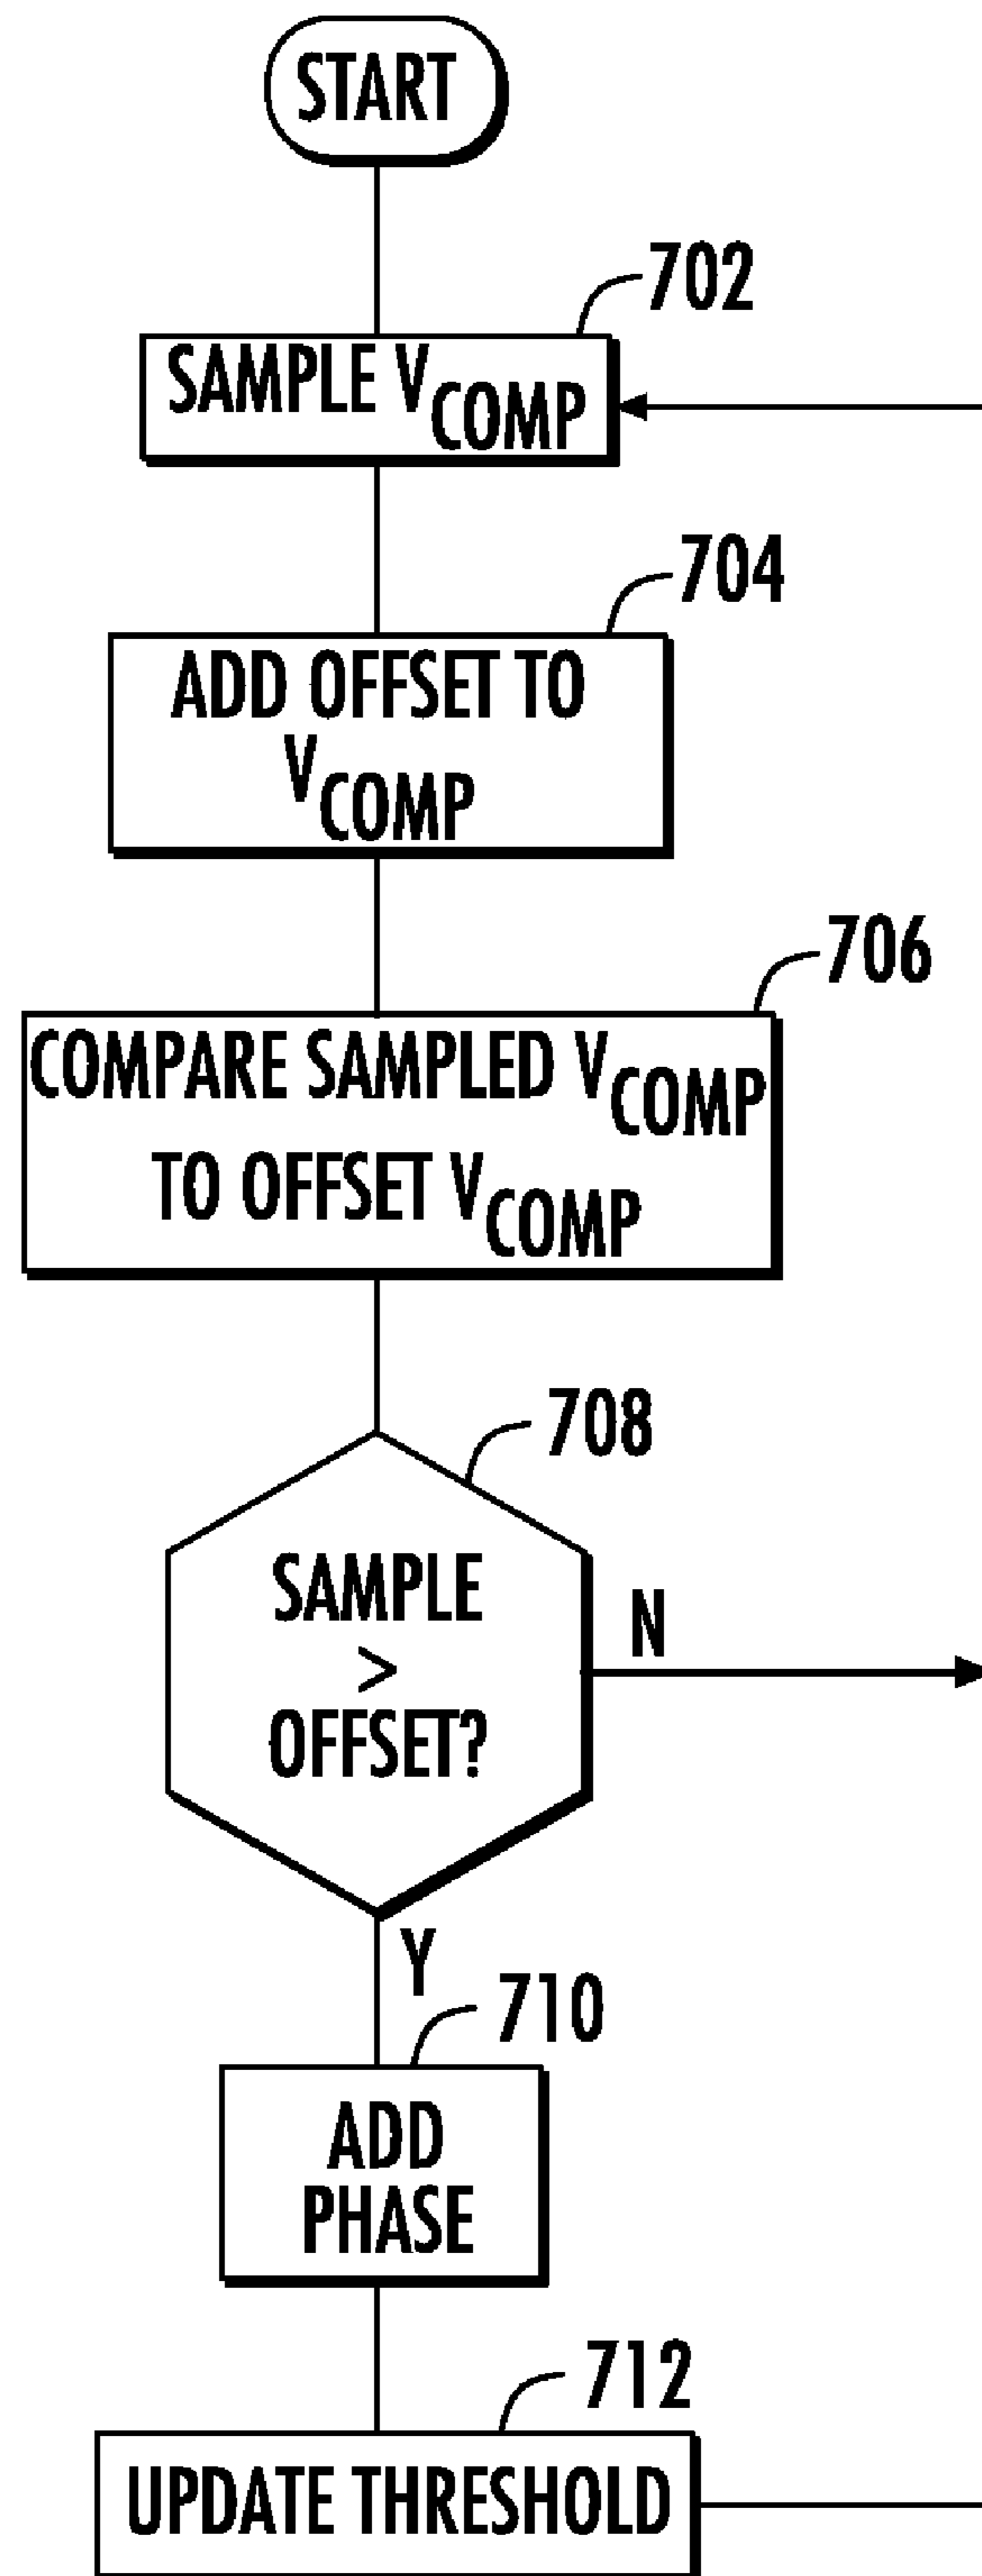 START
702
SAMPLE VCOMP
704
ADD OFFSET TO
VCOMP
706
COMPARE SAMPLED VCOMP
TO OFFSET VCOMP
708
SAMPLE
>
OFFSET?
N
Y
710
ADD
PHASE
712
UPDATE THRESHOLD